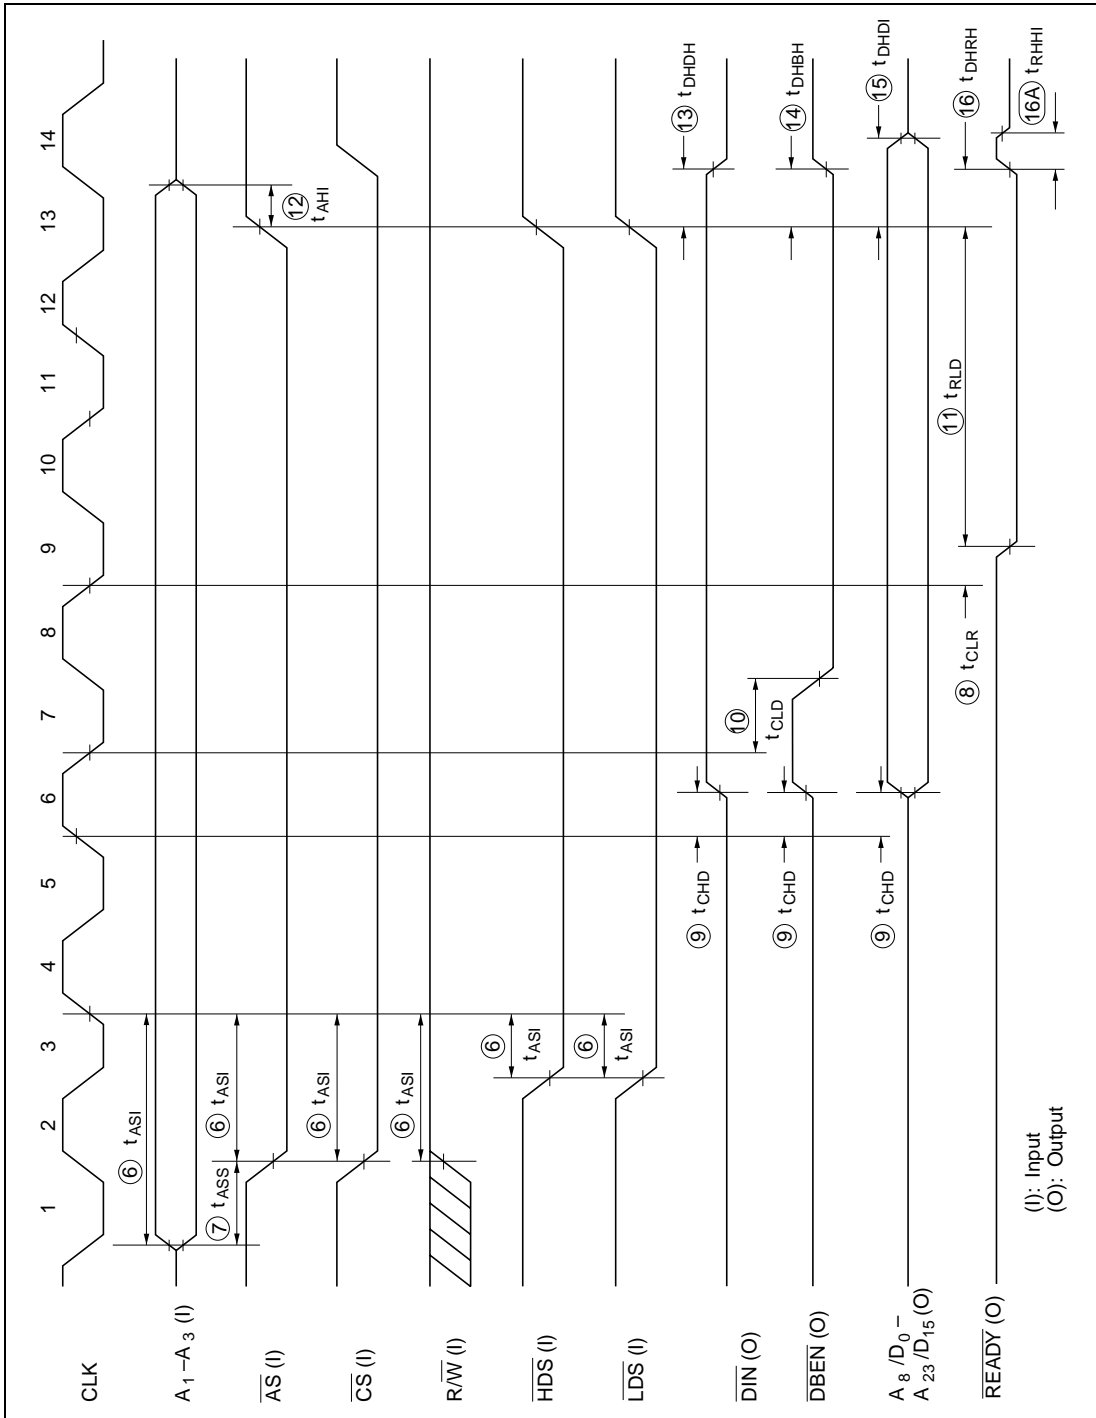 1 2 3 4 5 6 7 8 9 10 11 12 13 14
CLK
A1–A3 (I)
⑥ tASI
⑫ tAHI
AS (I)
⑦ tASS ⑥ tASI
CS (I)
⑥ tASI
R/W (I)
⑥ tASI
HDS (I)
⑥ tASI
LDS (I)
⑥ tASI
DIN (O)
⑨ tCHD
⑬ tDHDH
⑩ tCLD
DBEN (O)
⑨ tCHD
⑭ tDHBH
A8/D0–
A23/D15 (O)
⑨ tCHD
⑮ tDHDI
⑧ tCLR
⑪ tRLD
⑯ tDHRH
READY (O)
16A tRHHI
(I): Input
(O): Output